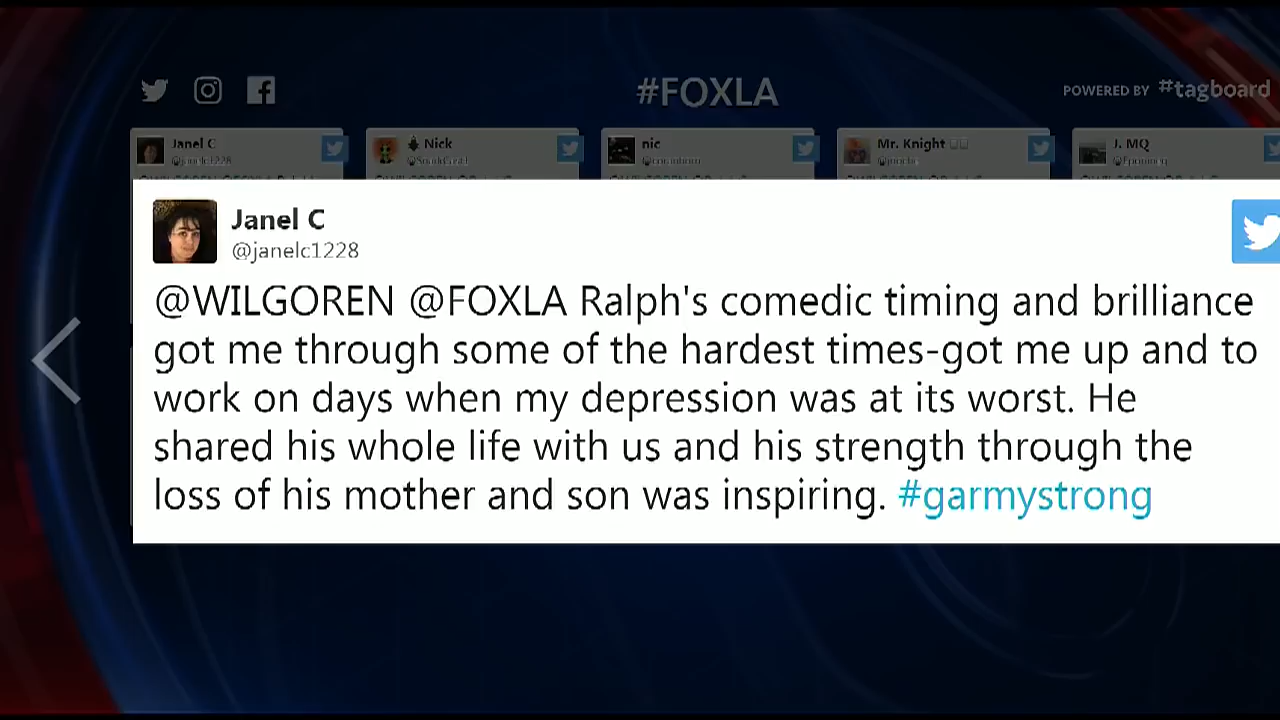 #FOXLA
POWERED BY #tagboard
Janel C
@janelc1228
Nick
nic
Mr. Knight
J. MQ
Janel C
@janelc1228
@WILGOREN @FOXLA Ralph's comedic timing and brilliance
got me through some of the hardest times-got me up and to
work on days when my depression was at its worst. He
shared his whole life with us and his strength through the
loss of his mother and son was inspiring. #garmystrong